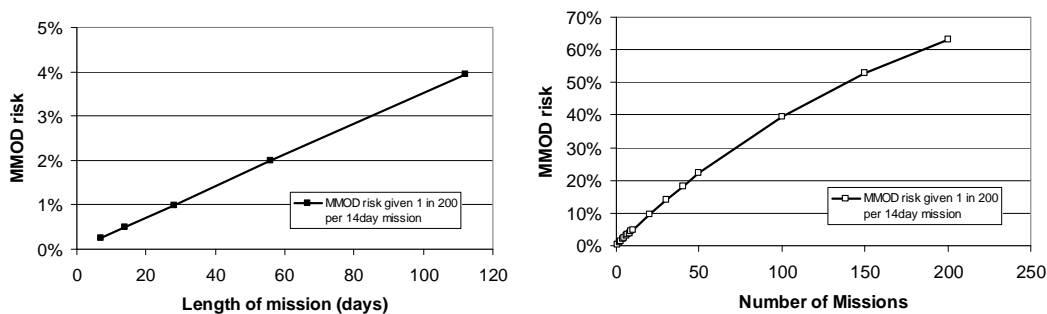 5%
4%
3%
2%
1%
0%
MMOD risk
0 20 40 60 80 100 120
Length of mission (days)
MMOD risk given 1 in 200
per 14day mission
70%
60%
50%
40%
30%
20%
10%
0%
MMOD risk
0 50 100 150 200 250
Number of Missions
MMOD risk given 1 in 200
per 14day mission